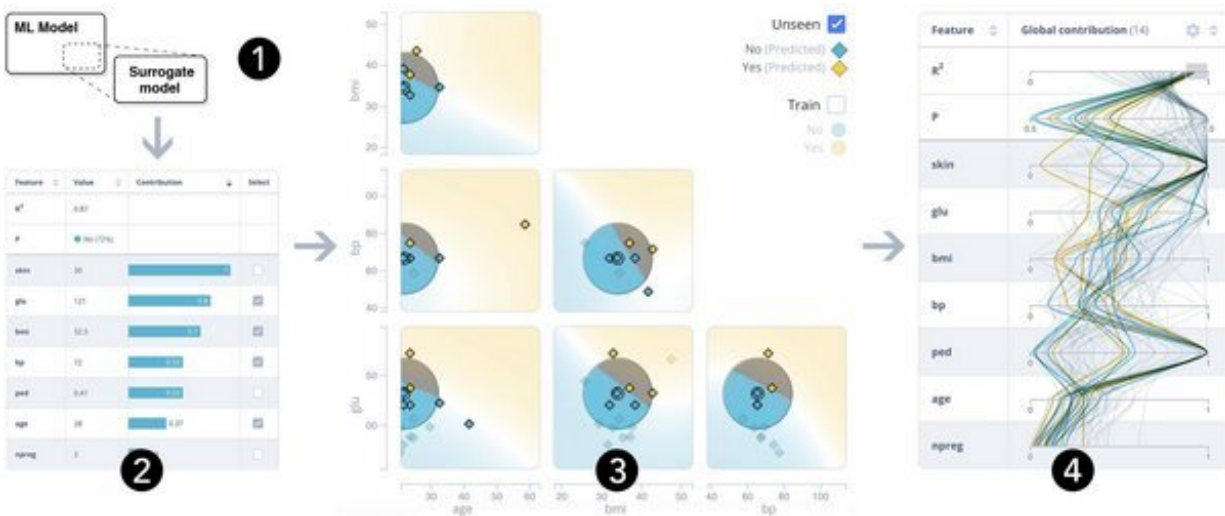 ML Model
1
Surrogate
model
Feature Value Contribution Select
R² 0.87
P No (72%)
skin 30 1
glu 121 0.8
bmi 32.5 0.7
bp 72
ped 0.47
age 28 0.37
npreg 3
2
bmi
50
40
30
20
bp
80
60
40
glu
age
30 40 50 60
bmi
20 30 40 50
bp
40 60 80 100
3
Unseen
No (Predicted)
Yes (Predicted)
Train
No
Yes
Feature Global contribution (14)
R²
0 1
P
0.5
skin
0 1
glu
0 1
bmi
0 1
bp
0 1
ped
0 1
age
0 1
npreg
0 1
4